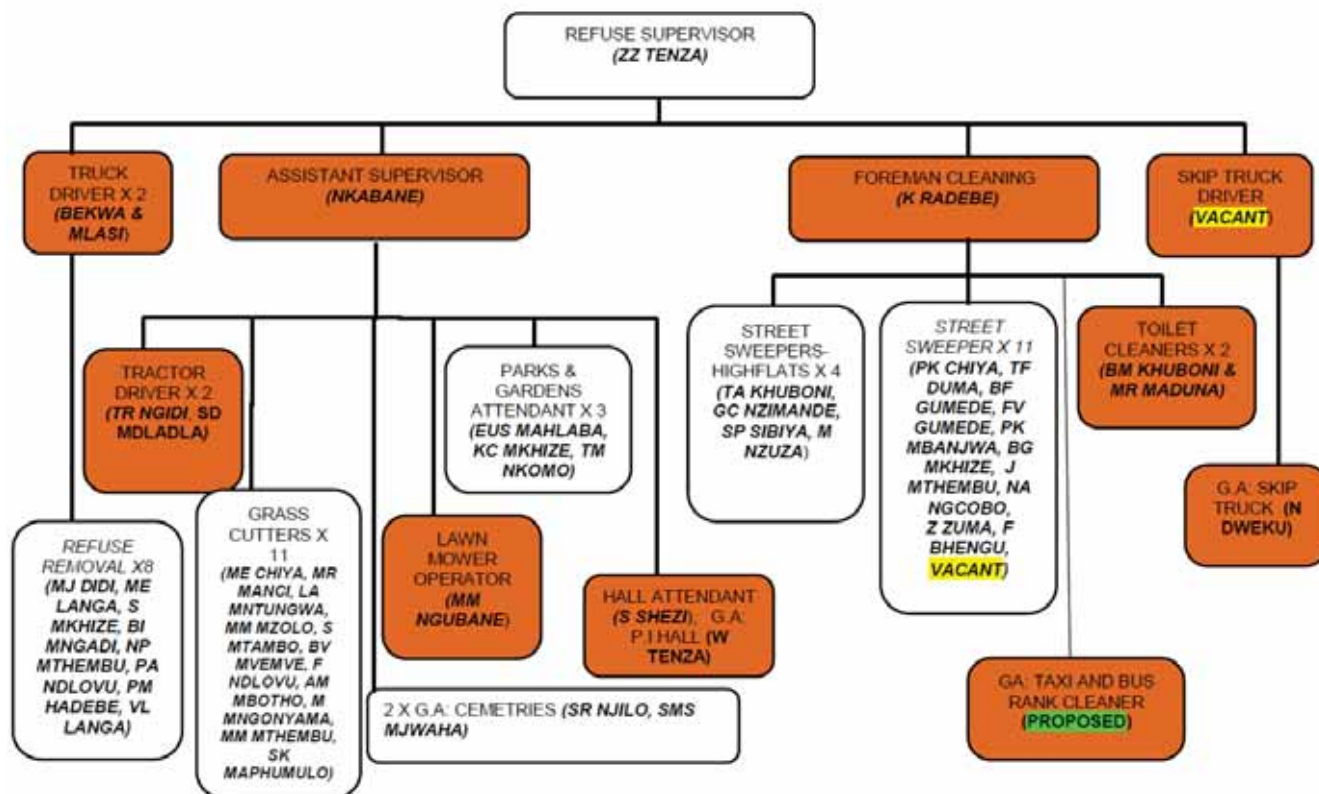 REFUSE SUPERVISOR
(ZZ TENZA)
TRUCK
DRIVER X 2
(BEKWA &
MLASI)
ASSISTANT SUPERVISOR
(NKABANE)
FOREMAN CLEANING
(K RADEBE)
SKIP TRUCK
DRIVER
(VACANT)
TRACTOR
DRIVER X 2
(TR NGIDI, SD
MDLADLA)
PARKS &
GARDENS
ATTENDANT X 3
(EUS MAHLABA,
KC MKHIZE, TM
NKOMO)
STREET
SWEEPERS-
HIGHFLATS X 4
(TA KHUBONI,
GC NZIMANDE,
SP SIBIYA, M
NZUZA)
STREET
SWEEPER X 11
(PK CHIYA, TF
DUMA, BF
GUMEDE, FV
GUMEDE, PK
MBANJWA, BG
MKHIZE, J
MTHEMBU, NA
NGCOBO,
Z ZUMA, F
BHENGU,
VACANT)
TOILET
CLEANERS X 2
(BM KHUBONI &
MR MADUNA)
G.A: SKIP
TRUCK (N
DWEKU)
REFUSE
REMOVAL X8
(MJ DIDI, ME
LANGA, S
MKHIZE, BI
MNGADI, NP
MTHEMBU, PA
NDLOVU, PM
HADEBE, VL
LANGA)
GRASS
CUTTERS X
11
(ME CHIYA, MR
MANCI, LA
MNTUNGWA,
MM MZOLO, S
MTAMBO, BV
MVEMVE, F
NDLOVU, AM
MBOTHO, M
MNGONYAMA,
MM MTHEMBU,
SK
MAPHUMULO)
LAWN
MOWER
OPERATOR
(MM
NGUBANE)
HALL ATTENDANT
(S SHEZI), G.A:
P.I HALL (W
TENZA)
2 X G.A: CEMETRIES (SR NJILO, SMS
MJWAHA)
GA: TAXI AND BUS
RANK CLEANER
(PROPOSED)